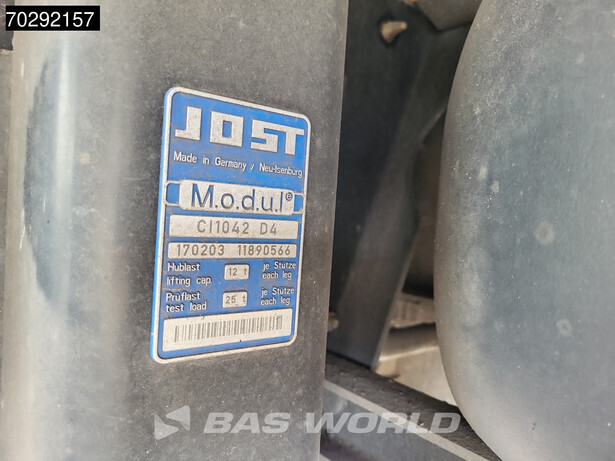 70292157
JOST
Made in Germany / Neu-Isenburg
M.o.d.u.l®
CI1042 D4
170203 11890566
Hublast 12 t je Stütze
lifting cap. each leg
Prüflast 25 t je Stütze
test load each leg
BAS WORLD